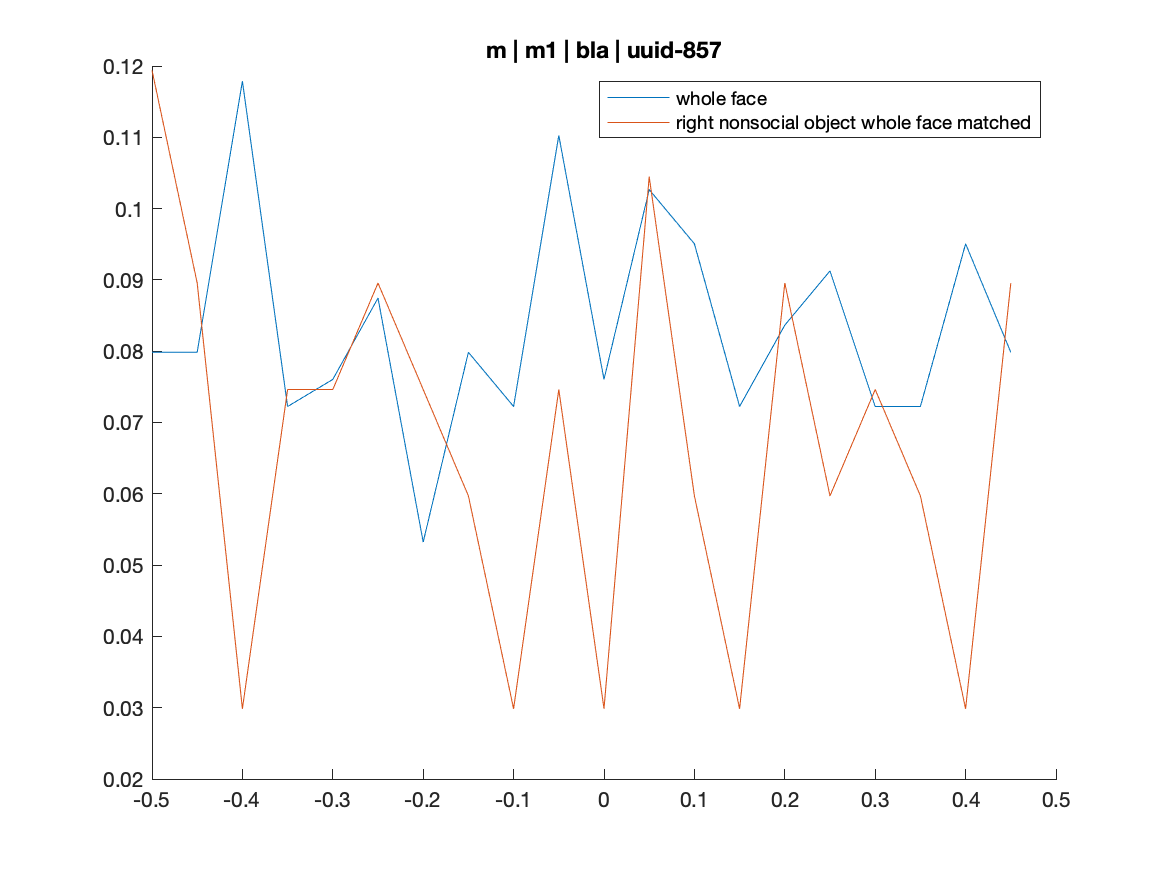 m | m1 | bla | uuid-857
whole face
right nonsocial object whole face matched
0.12
0.11
0.1
0.09
0.08
0.07
0.06
0.05
0.04
0.03
0.02
-0.5 -0.4 -0.3 -0.2 -0.1 0 0.1 0.2 0.3 0.4 0.5